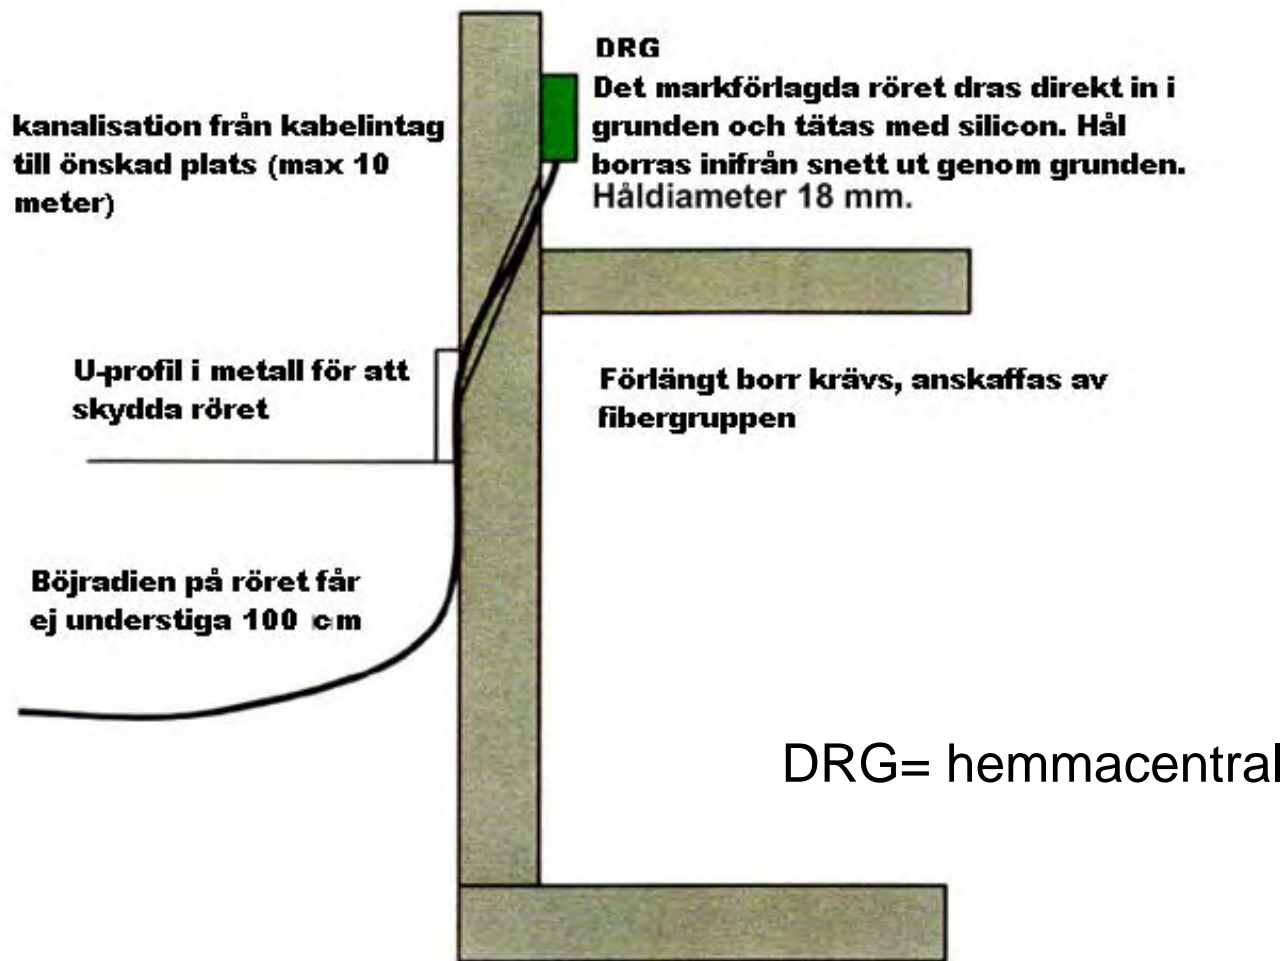 DRG
Det markförlagda röret dras direkt in i
grunden och tätas med silicon. Hål
borras inifrån snett ut genom grunden.
Håldiameter 18 mm.
kanalisation från kabelintag
till önskad plats (max 10
meter)
U-profil i metall för att
skydda röret
Förlängt borr krävs, anskaffas av
fibergruppen
Böjradien på röret får
ej understiga 100 cm
DRG= hemmacentral